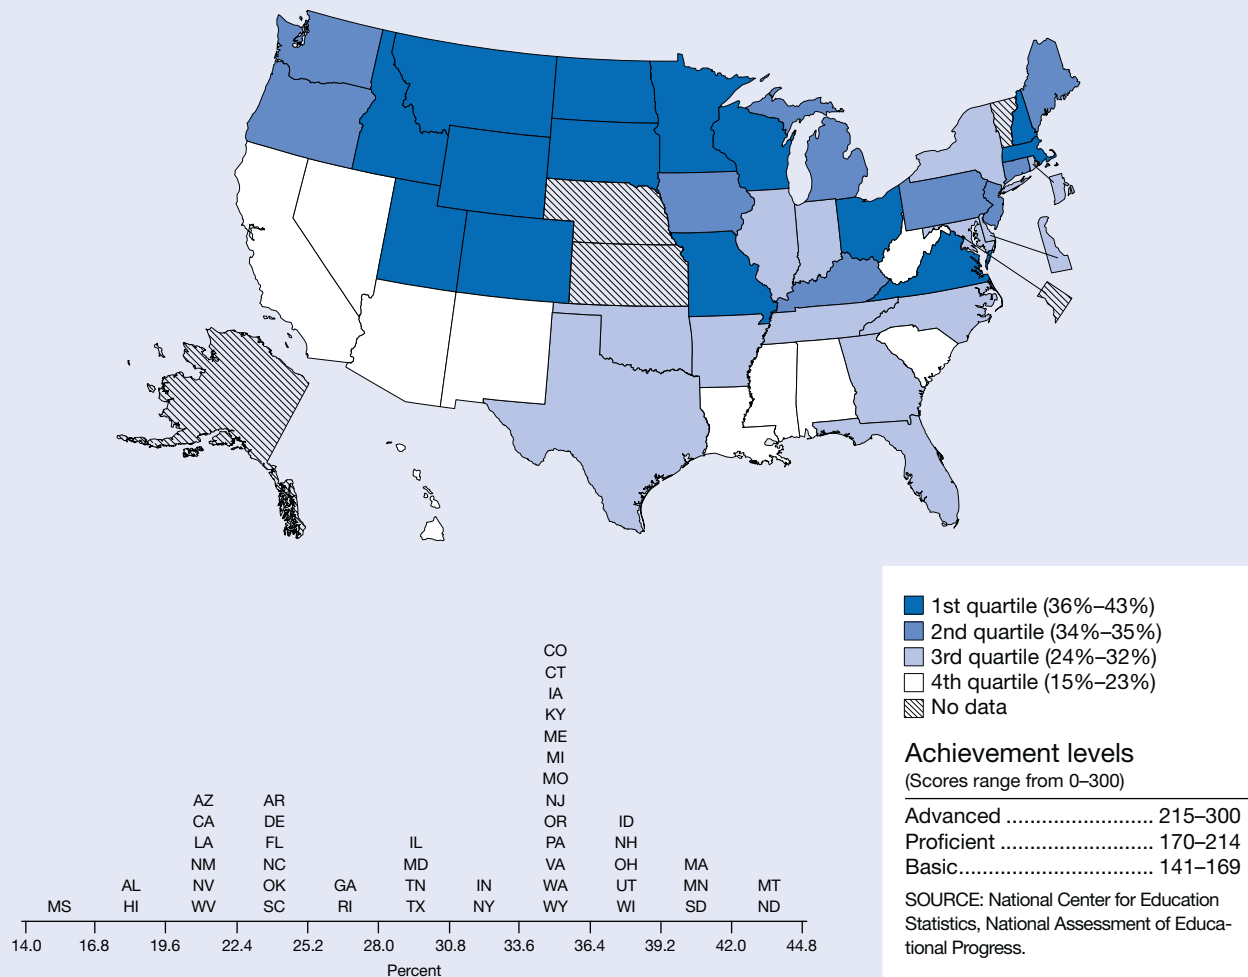 1st quartile (36%–43%)
2nd quartile (34%–35%)
3rd quartile (24%–32%)
4th quartile (15%–23%)
No data
Achievement levels
(Scores range from 0–300)
Advanced ........................... 215–300
Proficient ........................... 170–214
Basic.................................. 141–169
SOURCE: National Center for Education
Statistics, National Assessment of Educa-
tional Progress.
CO
CT
IA
KY
ME
MI
MO
AZ AR NJ
CA DE OR ID
LA FL IL PA NH
NM NC MD VA OH MA
AL NV OK GA TN IN WA UT MN MT
MS HI WV SC RI TX NY WY WI SD ND
14.0 16.8 19.6 22.4 25.2 28.0 30.8 33.6 36.4 39.2 42.0 44.8
Percent